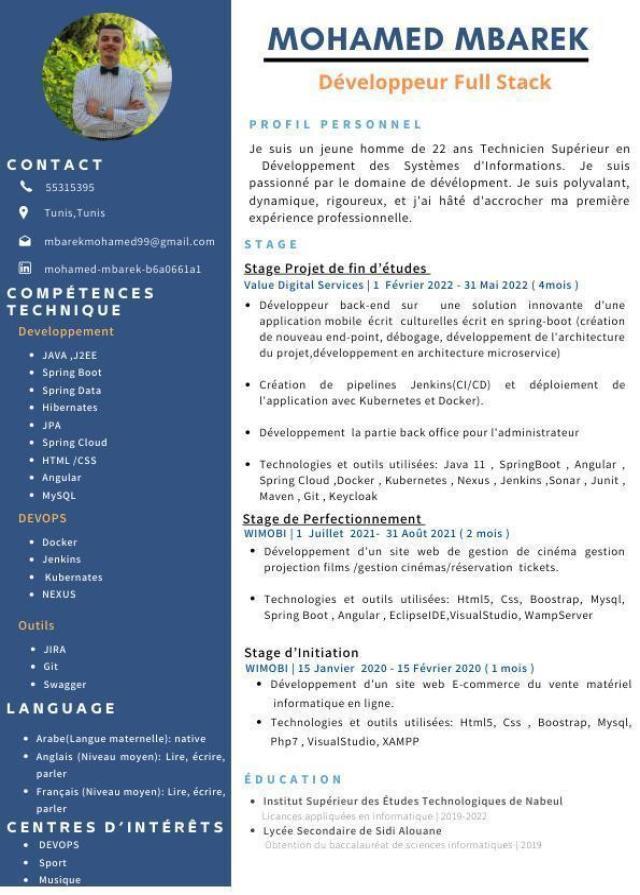 MOHAMED MBAREK
Développeur Full Stack
CONTACT
55315395
Tunis,Tunis
mbarekmohamed99@gmail.com
mohamed-mbarek-b6a0661a1
COMPÉTENCES
TECHNIQUE
Developpement
• JAVA ,J2EE
• Spring Boot
• Spring Data
• Hibernates
• JPA
• Spring Cloud
• HTML /CSS
• Angular
• MySQL
DEVOPS
• Docker
• Jenkins
• Kubernates
• NEXUS
Outils
• JIRA
• Git
• Swagger
LANGUAGE
• Arabe(Langue maternelle): native
• Anglais (Niveau moyen): Lire, écrire,
parler
• Français (Niveau moyen): Lire, écrire,
parler
CENTRES D'INTÉRÊTS
• DEVOPS
• Sport
• Musique
PROFIL PERSONNEL
Je suis un jeune homme de 22 ans Technicien Supérieur en
Développement des Systèmes d'Informations. Je suis
passionné par le domaine de dévelópment. Je suis polyvalant,
dynamique, rigoureux, et j'ai hâté d'accrocher ma première
expérience professionnelle.
STAGE
Stage Projet de fin d'études
Value Digital Services | 1 Février 2022 - 31 Mai 2022 ( 4mois )
• Développeur back-end sur une solution innovante d'une
application mobile écrit culturelles écrit en spring-boot (création
de nouveau end-point, débogage, développement de l'architecture
du projet,développement en architecture microservice)
• Création de pipelines Jenkins(CI/CD) et déploiement de
l'application avec Kubernetes et Docker).
• Développement la partie back office pour l'administrateur
• Technologies et outils utilisées: Java 11 , SpringBoot , Angular ,
Spring Cloud ,Docker , Kubernetes , Nexus , Jenkins ,Sonar , Junit ,
Maven , Git , Keycloak
Stage de Perfectionnement
WIMOBI | 1 Juillet 2021- 31 Août 2021 ( 2 mois )
• Développement d'un site web de gestion de cinéma gestion
projection films /gestion cinémas/réservation tickets.
• Technologies et outils utilisées: Html5, Css, Boostrap, Mysql,
Spring Boot , Angular , EclipseIDE,VisualStudio, WampServer
Stage d'Initiation
WIMOBI | 15 Janvier 2020 - 15 Février 2020 ( 1 mois )
• Développement d'un site web E-commerce du vente matériel
informatique en ligne.
• Technologies et outils utilisées: Html5, Css , Boostrap, Mysql,
Php7 , VisualStudio, XAMPP
ÉDUCATION
• Institut Supérieur des Études Technologiques de Nabeul
Licances appliquées en informatique | 2019-2022
• Lycée Secondaire de Sidi Alouane
Obtention du baccalauréat de sciences informatiques | 2019